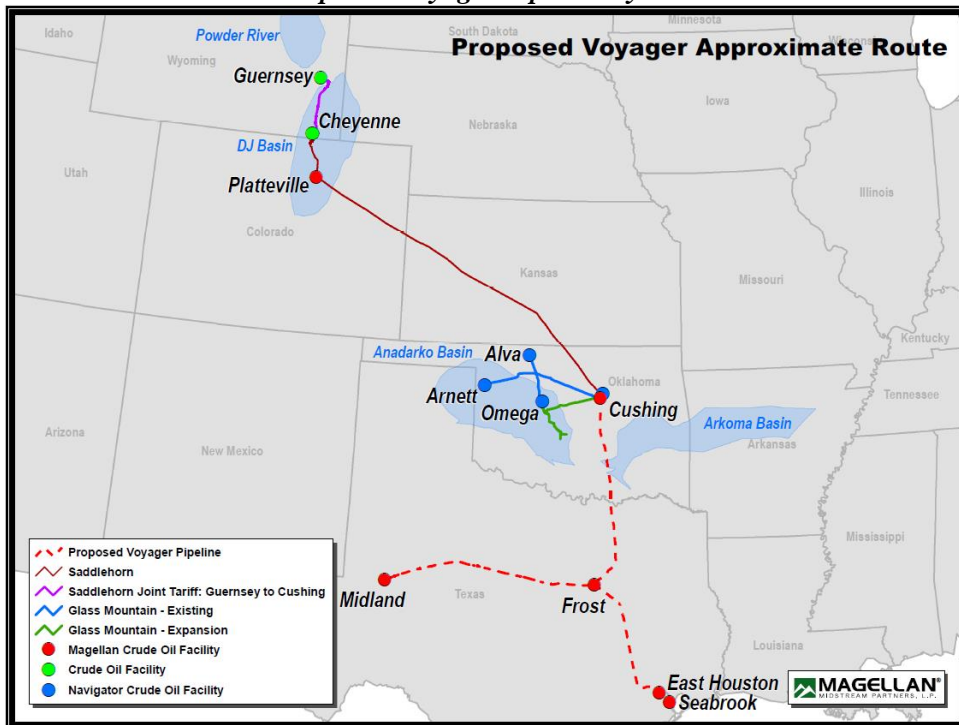 Proposed Voyager Approximate Route
Idaho
Powder River
South Dakota
Minnesota
Wyoming
Guernsey
Iowa
Cheyenne
Nebraska
DJ Basin
Utah
Platteville
Illinois
Colorado
Kansas
Missouri
Kentucky
Anadarko Basin
Alva
Arnett
Oklahoma
Omega
Cushing
Tennessee
Arkoma Basin
Arkansas
Arizona
New Mexico
Mississippi
Midland
Texas
Frost
Louisiana
East Houston
Seabrook
Proposed Voyager Pipeline
Saddlehorn
Saddlehorn Joint Tariff: Guernsey to Cushing
Glass Mountain - Existing
Glass Mountain - Expansion
Magellan Crude Oil Facility
Crude Oil Facility
Navigator Crude Oil Facility
MAGELLAN
MIDSTREAM PARTNERS, L.P.